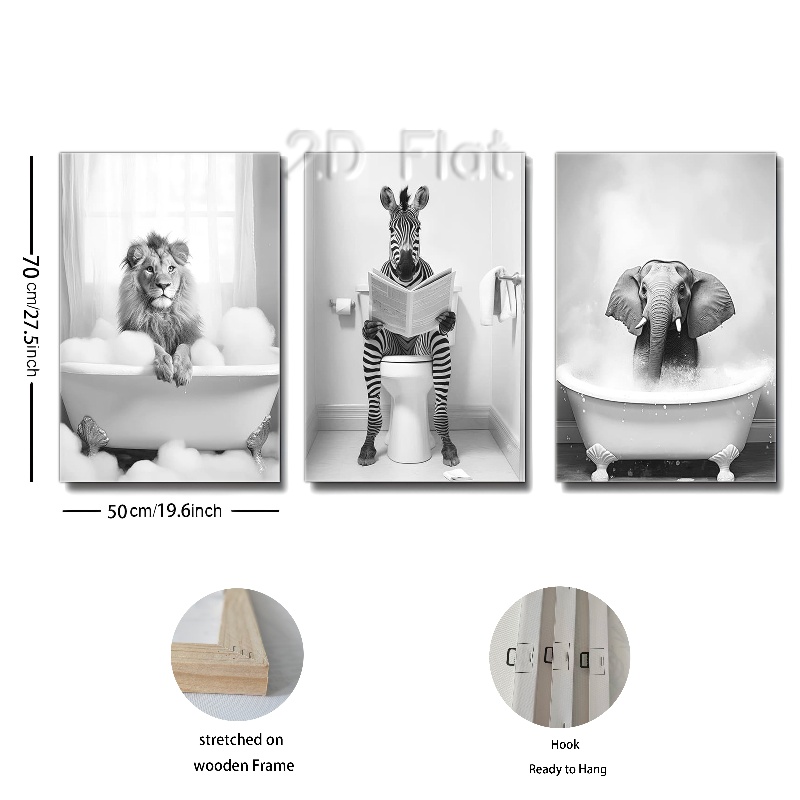 2D Flat
70cm/27.5inch
50cm/19.6inch
stretched on
wooden Frame
Hook
Ready to Hang